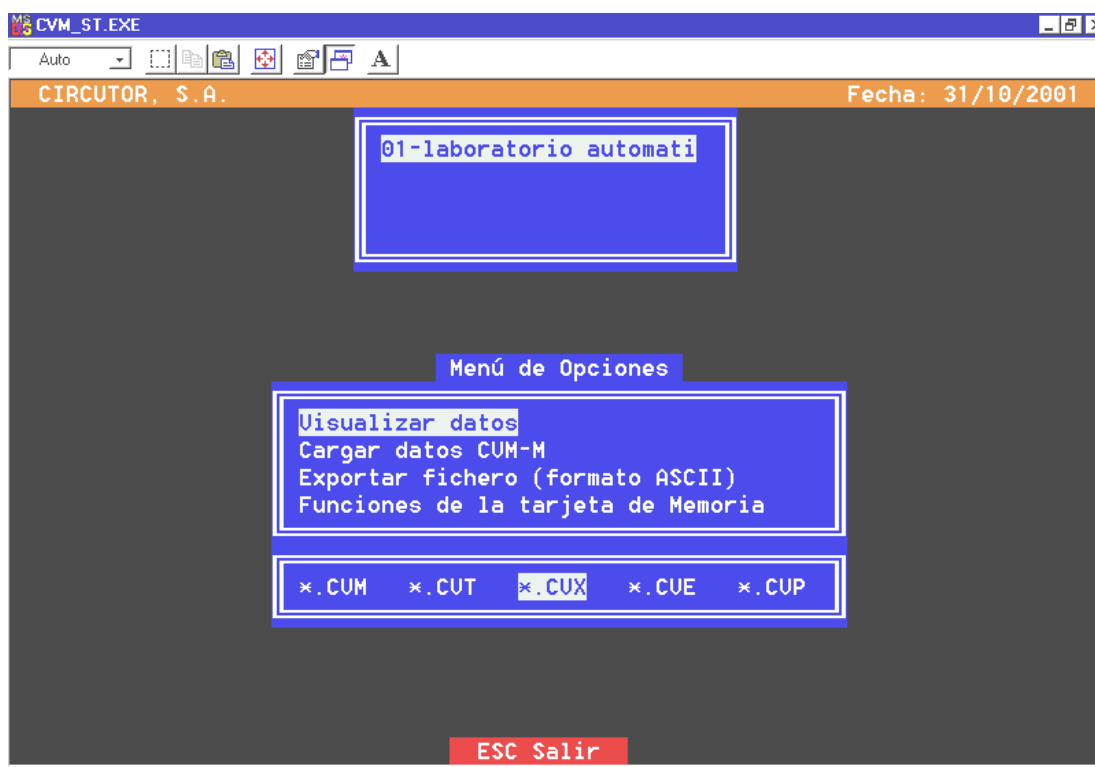 MS CVM_ST.EXE
Auto A
CIRCUTOR, S.A. Fecha: 31/10/2001
01-laboratorio automati
Menú de Opciones
Visualizar datos
Cargar datos CVM-M
Exportar fichero (formato ASCII)
Funciones de la tarjeta de Memoria
*.CVM *.CVT *.CVX *.CVE *.CVP
ESC Salir